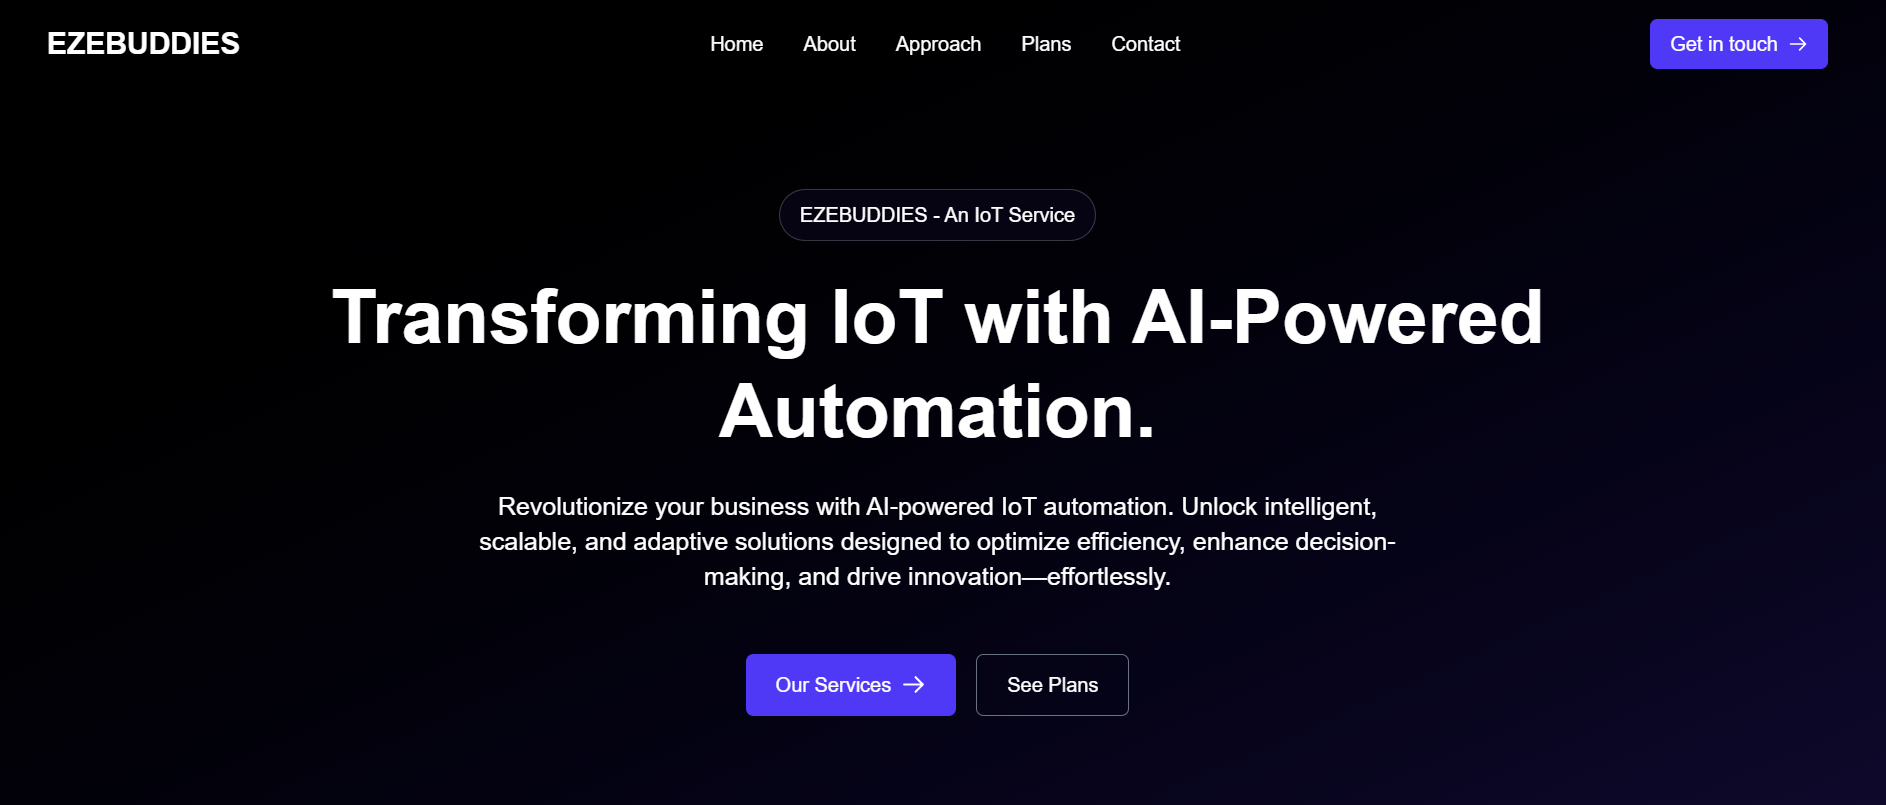 EZEBUDDIES
Home About Approach Plans Contact
Get in touch
EZEBUDDIES - An IoT Service
Transforming IoT with AI-Powered
Automation.
Revolutionize your business with AI-powered IoT automation. Unlock intelligent,
scalable, and adaptive solutions designed to optimize efficiency, enhance decision-
making, and drive innovation—effortlessly.
Our Services
See Plans